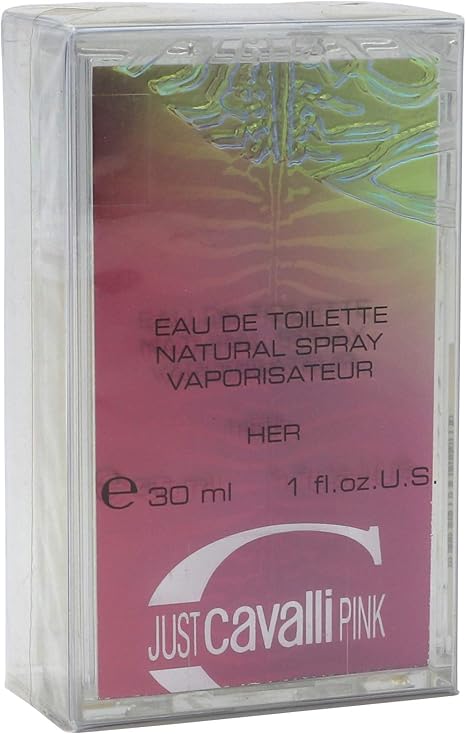 EAU DE TOILETTE
NATURAL SPRAY
VAPORISATEUR
HER
e 30 ml 1 fl.oz.U.S.
JUST cavalli PINK